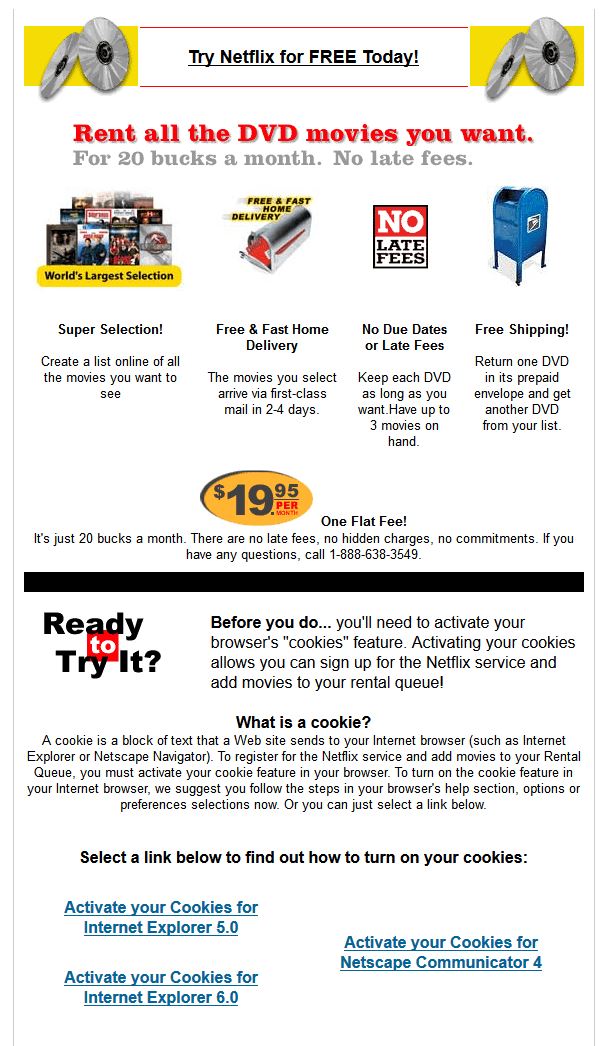 Try Netflix for FREE Today!
Rent all the DVD movies you want.
For 20 bucks a month. No late fees.
World's Largest Selection
FREE & FAST
HOME
DELIVERY
NO
LATE
FEES
Super Selection!
Create a list online of all
the movies you want to
see
Free & Fast Home
Delivery
The movies you select
arrive via first-class
mail in 2-4 days.
No Due Dates
or Late Fees
Keep each DVD
as long as you
want.Have up to
3 movies on
hand.
Free Shipping!
Return one DVD
in its prepaid
envelope and get
another DVD
from your list.
$19.95
PER
MONTH
One Flat Fee!
It's just 20 bucks a month. There are no late fees, no hidden charges, no commitments. If you
have any questions, call 1-888-638-3549.
Ready
to
Try It?
Before you do... you'll need to activate your
browser's "cookies" feature. Activating your cookies
allows you can sign up for the Netflix service and
add movies to your rental queue!
What is a cookie?
A cookie is a block of text that a Web site sends to your Internet browser (such as Internet
Explorer or Netscape Navigator). To register for the Netflix service and add movies to your Rental
Queue, you must activate your cookie feature in your browser. To turn on the cookie feature in
your Internet browser, we suggest you follow the steps in your browser's help section, options or
preferences selections now. Or you can just select a link below.
Select a link below to find out how to turn on your cookies:
Activate your Cookies for
Internet Explorer 5.0
Activate your Cookies for
Internet Explorer 6.0
Activate your Cookies for
Netscape Communicator 4